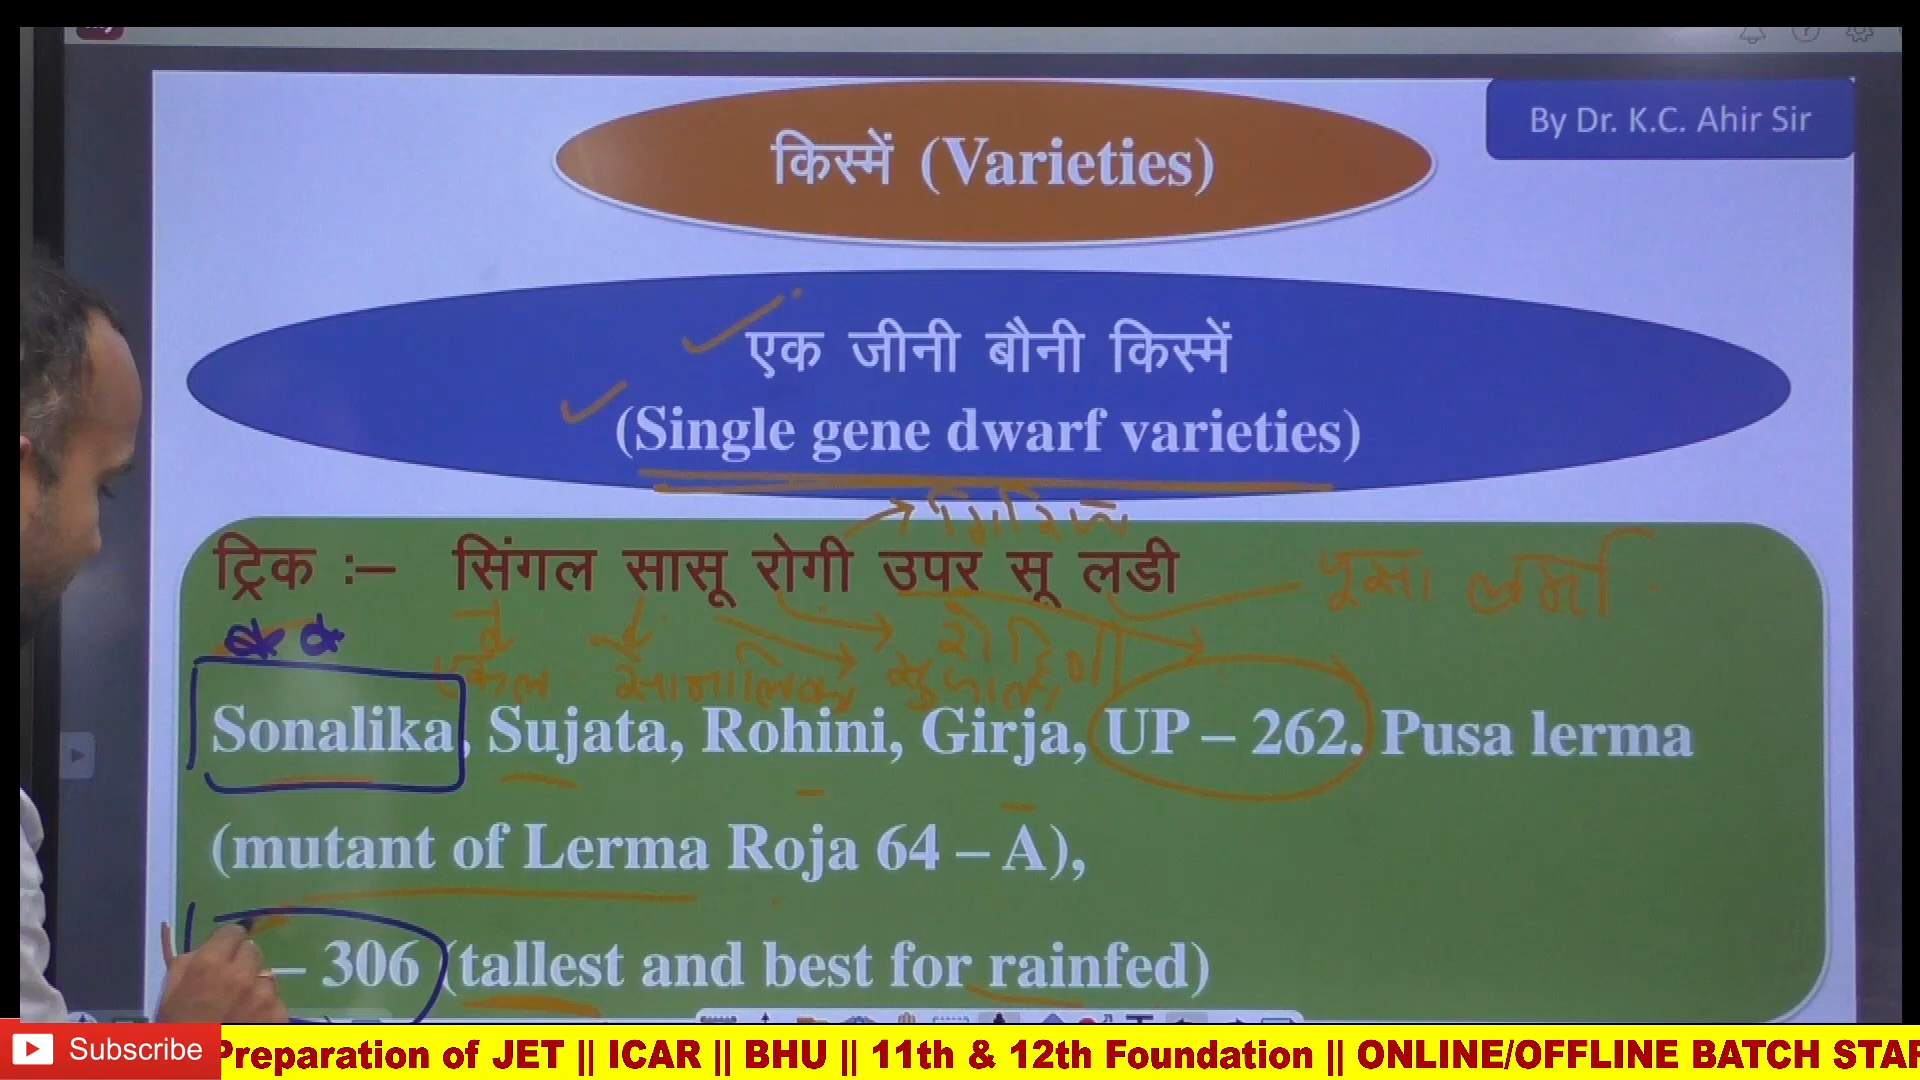 By Dr. K.C. Ahir Sir
किस्में (Varieties)
एक जीनी बौनी किस्में
(Single gene dwarf varieties)
ट्रिक :– सिंगल सासू रोगी उपर सू लडी
पूसा लर्मा
Sonalika, Sujata, Rohini, Girja, UP – 262. Pusa lerma
(mutant of Lerma Roja 64 – A),
– 306 (tallest and best for rainfed)
Subscribe
Preparation of JET || ICAR || BHU || 11th & 12th Foundation || ONLINE/OFFLINE BATCH